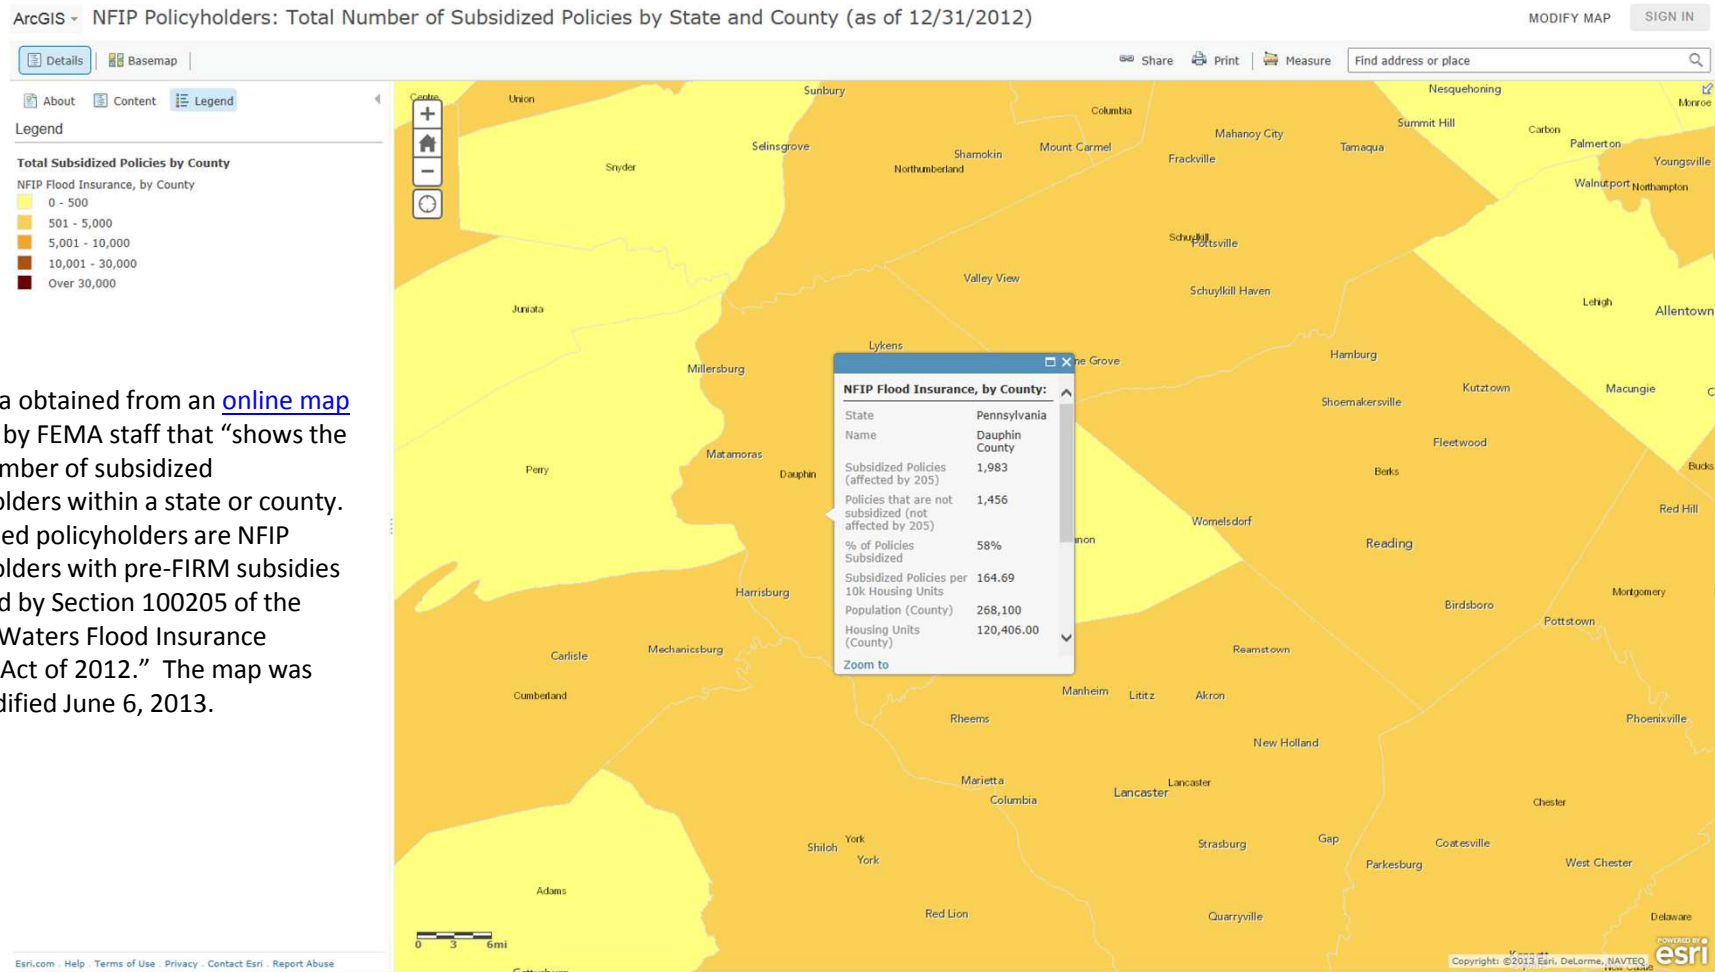 ArcGIS NFIP Policyholders: Total Number of Subsidized Policies by State and County (as of 12/31/2012)
MODIFY MAP SIGN IN
Details Basemap
Share Print Measure Find address or place
About Content Legend
Legend
Total Subsidized Policies by County
NFIP Flood Insurance, by County
0 - 500
501 - 5,000
5,001 - 10,000
10,001 - 30,000
Over 30,000
a obtained from an online map
by FEMA staff that “shows the
mber of subsidized
olders within a state or county.
ed policyholders are NFIP
olders with pre-FIRM subsidies
d by Section 100205 of the
Waters Flood Insurance
Act of 2012.” The map was
dified June 6, 2013.
Esri.com . Help . Terms of Use . Privacy . Contact Esri . Report Abuse
Centre
Union
Sunbury
Columbia
Nesquehoning
Monroe
Selinsgrove
Snyder
Northumberland
Shamokin
Mount Carmel
Mahanoy City
Frackville
Tamaqua
Summit Hill
Carbon
Palmerton
Youngsville
Walnutport
Northampton
Schuylkill
Pottsville
Valley View
Schuylkill Haven
Juniata
Lehigh
Allentown
Lykens
ne Grove
Hamburg
Millersburg
Kutztown
Macungie
C
Shoemakersville
Fleetwood
Perry
Matamoras
Dauphin
Berks
Bucks
Red Hill
Womelsdorf
non
Reading
NFIP Flood Insurance, by County:
State Pennsylvania
Name Dauphin
County
Subsidized Policies 1,983
(affected by 205)
Policies that are not 1,456
subsidized (not
affected by 205)
% of Policies 58%
Subsidized
Subsidized Policies per 164.69
10k Housing Units
Population (County) 268,100
Housing Units 120,406.00
(County)
Zoom to
Harrisburg
Birdsboro
Montgomery
Pottstown
Carlisle
Mechanicsburg
Reamstown
Cumberland
Manheim
Lititz
Akron
Rheems
Phoenixville
New Holland
Marietta
Columbia
Lancaster
Lancaster
Chester
Shiloh
York
York
Strasburg
Gap
Coatesville
Parkesburg
West Chester
Adams
Red Lion
Quarryville
Delaware
0 3 6mi
POWERED BY
esri
Copyright: ©2013 Esri, DeLorme, NAVTEQ